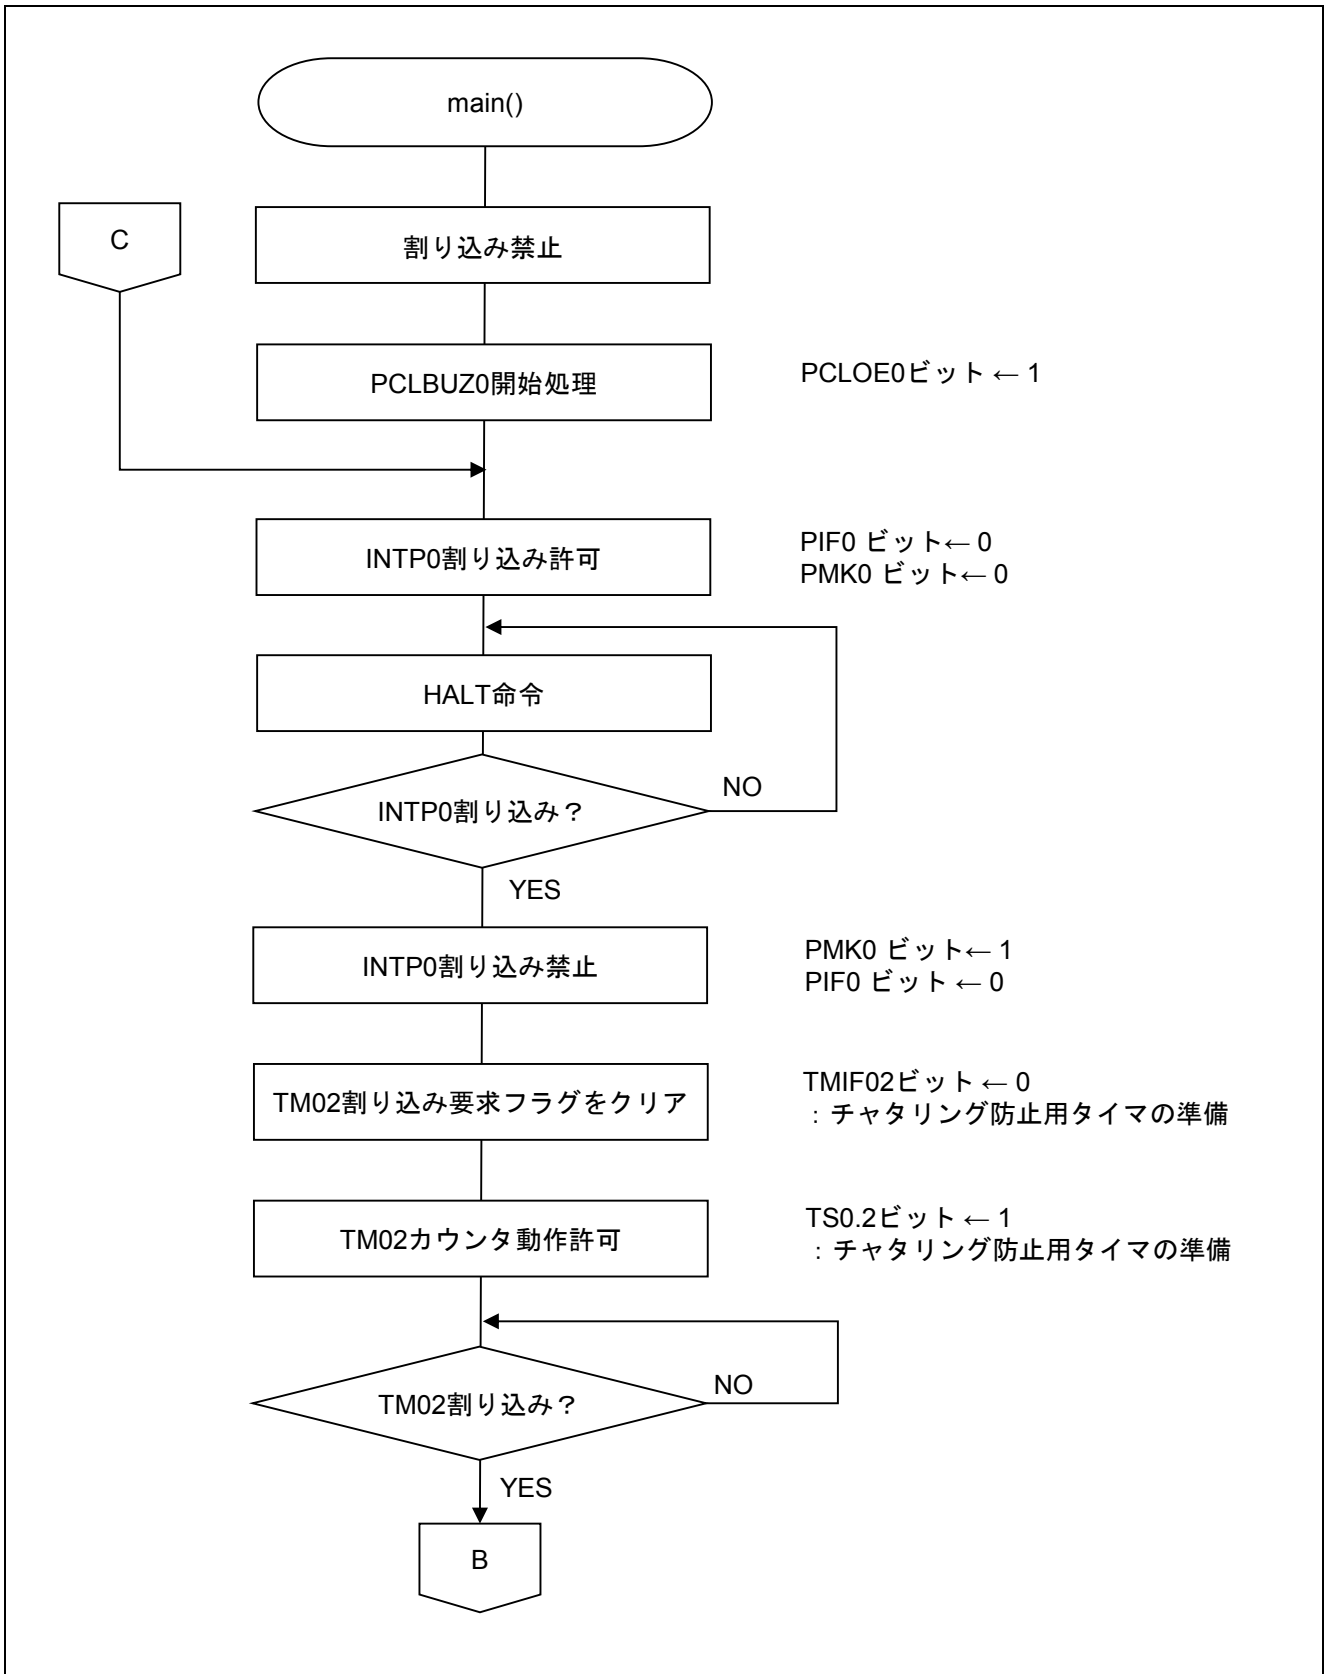 main()
C
割り込み禁止
PCLBUZ0開始処理
PCLOE0ビット ← 1
INTP0割り込み許可
PIF0 ビット← 0
PMK0 ビット← 0
HALT命令
INTP0割り込み？
NO
YES
INTP0割り込み禁止
PMK0 ビット← 1
PIF0 ビット ← 0
TM02割り込み要求フラグをクリア
TMIF02ビット ← 0
：チャタリング防止用タイマの準備
TM02カウンタ動作許可
TS0.2ビット ← 1
：チャタリング防止用タイマの準備
TM02割り込み？
NO
YES
B